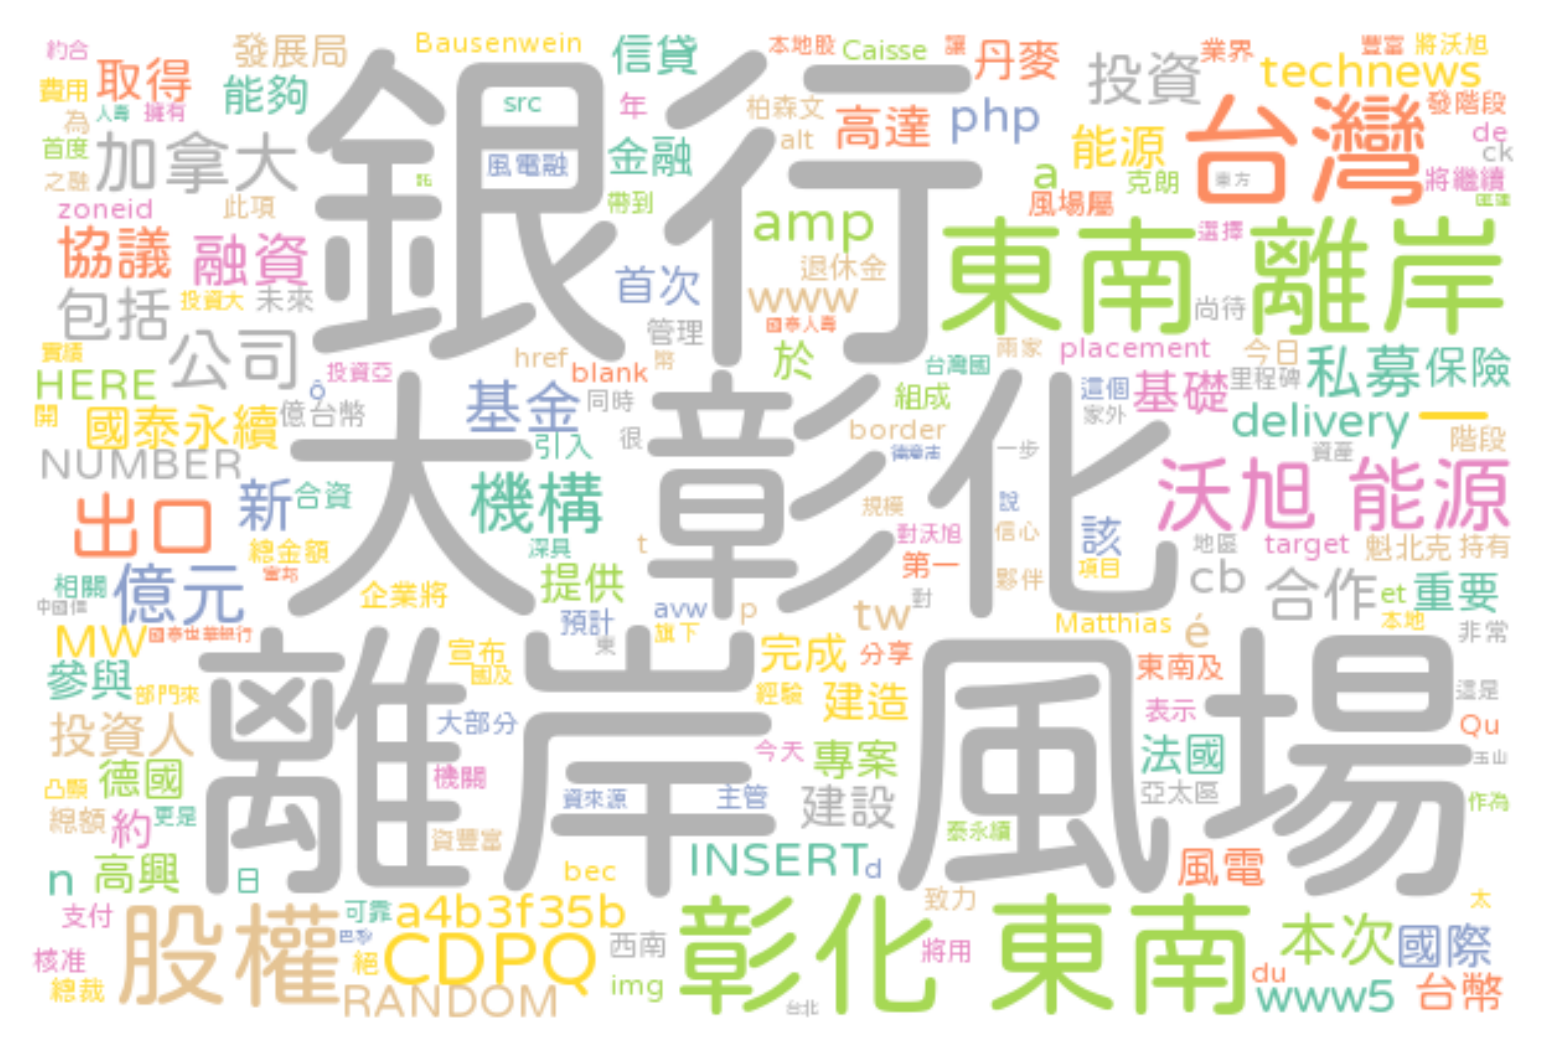 約合 發展局 Bausenwein 信貸 本地股 Caisse 讓 丹麥 業界 豐富 將沃旭
費用 取得 能夠 src 年 柏森文 高達 php 投資 technews
人壽 擁有 alt 能源 台灣 發階段
為 首度 加拿大 銀行 風電融 金融 a 克朗 東方 de ck
之融 帶到 風場屬 將繼續
zoneid 此項 amp 東南 離岸 選擇
協議 融資 首次 退休金
包括 投資大 未來 管理 www 尚待
公司 國泰人壽
實績 href blank 幣 於 兩家 placement 今日 私募 保險
HERE 投資亞 台灣國 里程碑
開 國泰永續 億台幣 ô 基金 同時 組成 這個 基礎 delivery 一
大彰化 引入 很 border 家外 階段
NUMBER 一步 資產
出口 新 合資 機構 規模 說 沃旭 能源
總金額 深具 t 對沃旭 信心 該 地區 target 魁北克 持有
相關 億元 企業將 提供 第一 夥伴 項目 cb 合作 et 重要
中國信 預計 avw p tw 對 Matthias é 本地 非常
MW 國泰世華銀行 旗下
參與 部門來 宣布 國及 東 完成 分享 東南及
離岸 風場 這是
投資人 大部分 經驗 建造 表示 Qu
德國 機關 今天 專案 法國 玉山
凸顯 資來源 主管 建設 亞太區 作為
總額 約 更是 資豐富 泰永續
n 高興 日 bec INSERT d 風電
支付 股權 可靠 a4b3f35b 彰化 東南 致力 太
核准 巴黎 絕 CDPQ 西南 將用 本次 國際
總裁 RANDOM img 台北 du www5 台幣